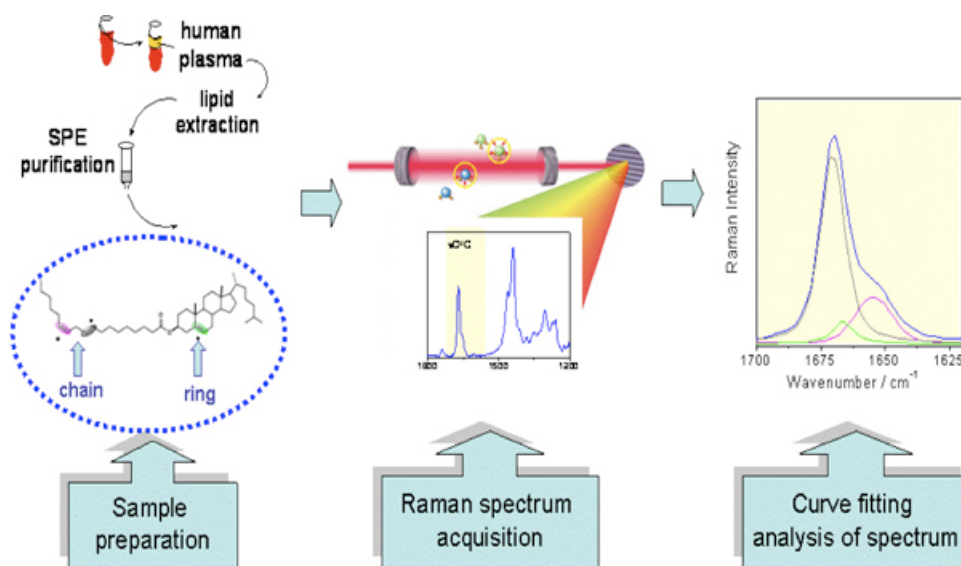 human
plasma
lipid
extraction
SPE
purification
chain
ring
νC=C
1800
1500
1200
Raman Intensity
1700
1675
1650
1625
Wavenumber / cm⁻¹
Sample
preparation
Raman spectrum
acquisition
Curve fitting
analysis of spectrum